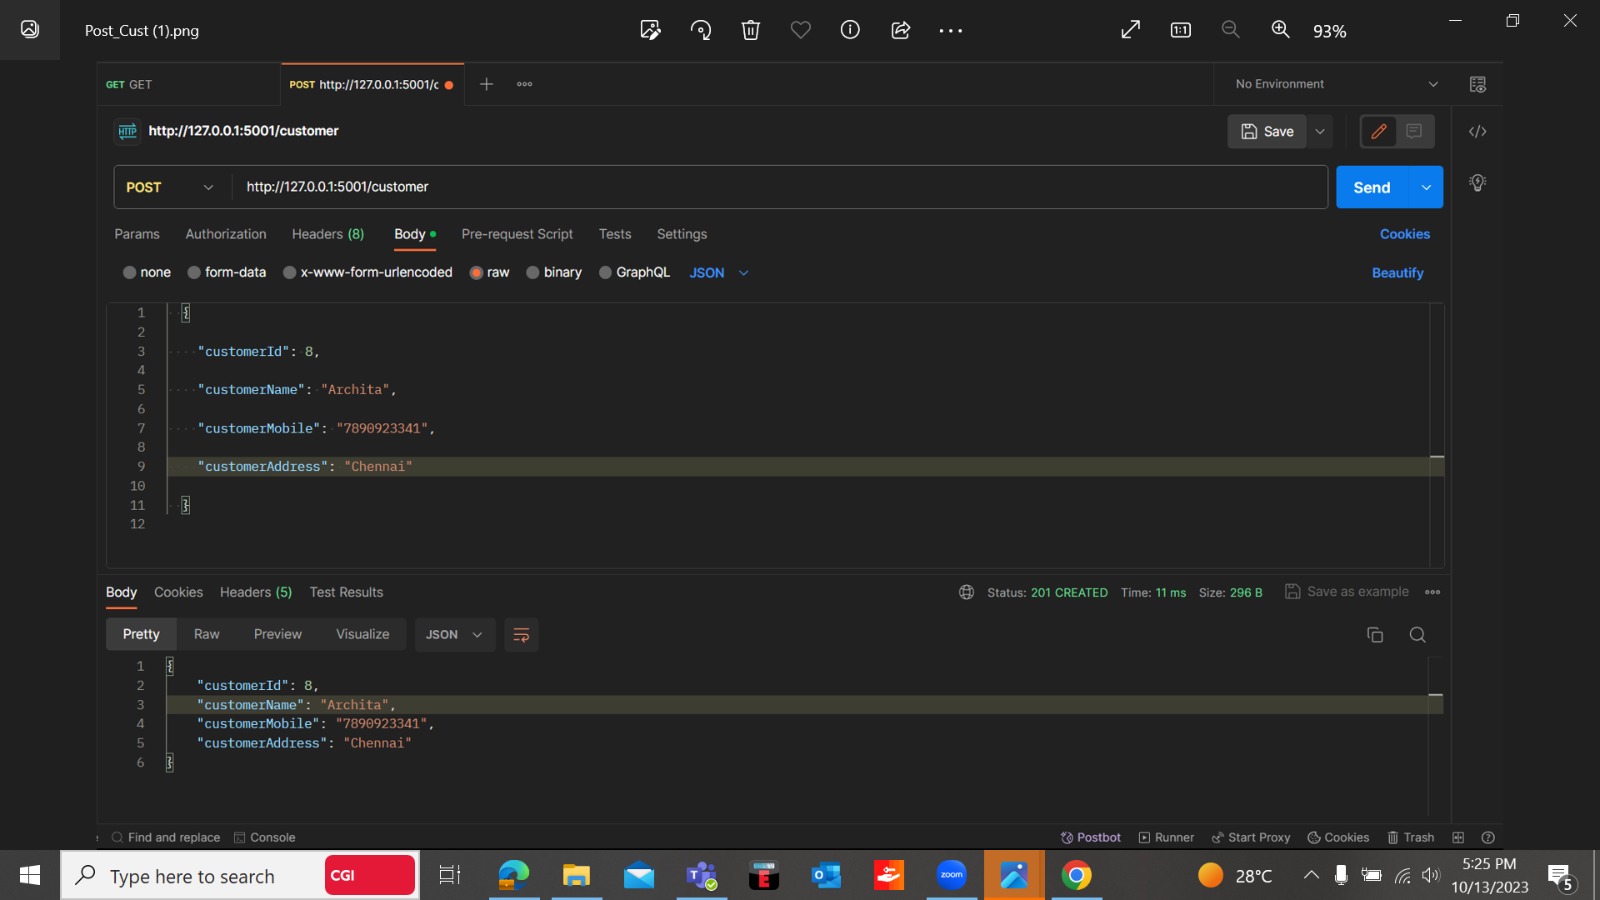 Post_Cust (1).png
93%
GET GET
POST http://127.0.0.1:5001/c
No Environment
HTTP http://127.0.0.1:5001/customer
Save
POST http://127.0.0.1:5001/customer
Send
Params Authorization Headers (8) Body Pre-request Script Tests Settings
Cookies
none form-data x-www-form-urlencoded raw binary GraphQL JSON
Beautify
1 {
2
3 "customerId": 8,
4
5 "customerName": "Archita",
6
7 "customerMobile": "7890923341",
8
9 "customerAddress": "Chennai"
10
11 }
12
Body Cookies Headers (5) Test Results
Status: 201 CREATED Time: 11 ms Size: 296 B Save as example
Pretty Raw Preview Visualize JSON
1 {
2 "customerId": 8,
3 "customerName": "Archita",
4 "customerMobile": "7890923341",
5 "customerAddress": "Chennai"
6 }
Find and replace Console
Postbot Runner Start Proxy Cookies Trash
Type here to search
CGI
zoom
28°C
5:25 PM
10/13/2023
5